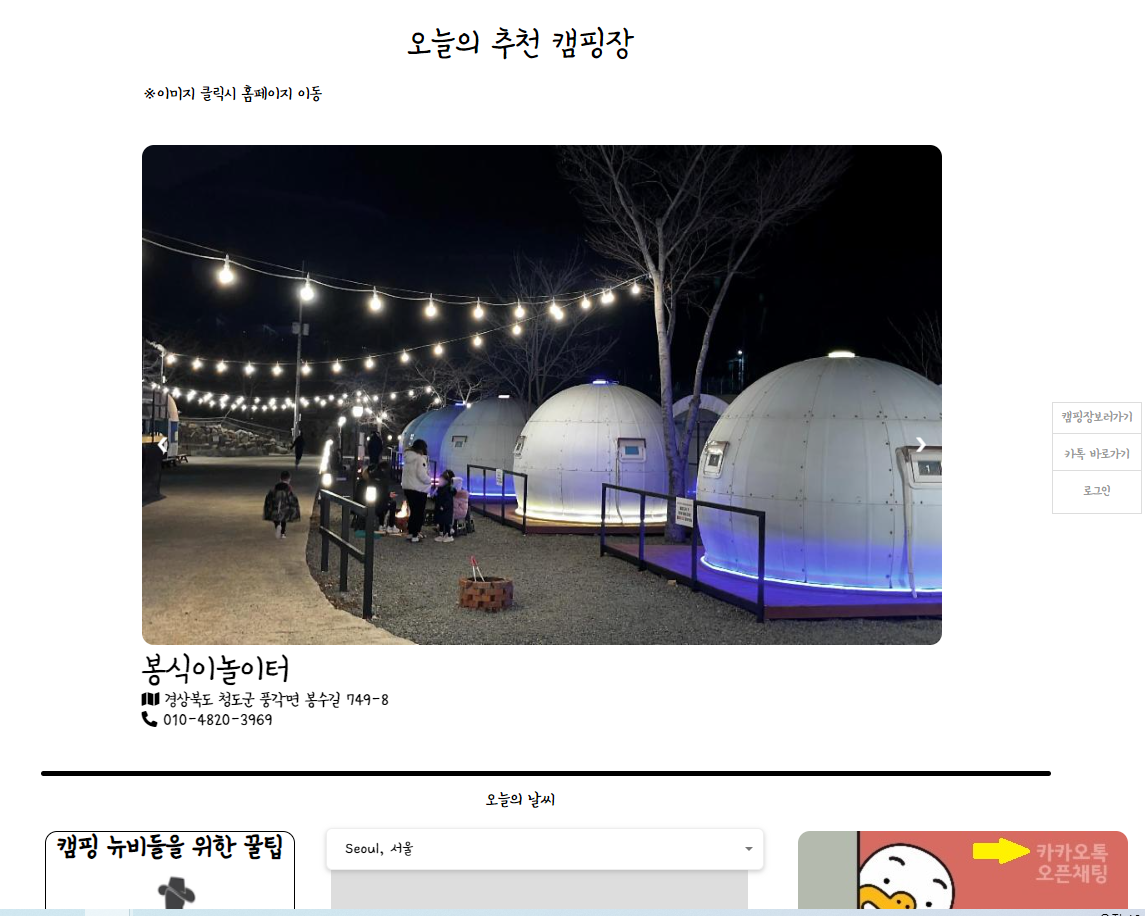 오늘의 추천 캠핑장
※이미지 클릭시 홈페이지 이동
캠핑장보러가기
카톡 바로가기
로그인
봉식이놀이터
경상북도 청도군 풍각면 봉수길 749-8
010-4820-3969
오늘의 날씨
캠핑 뉴비들을 위한 꿀팁
Seoul, 서울
카카오톡
오픈채팅